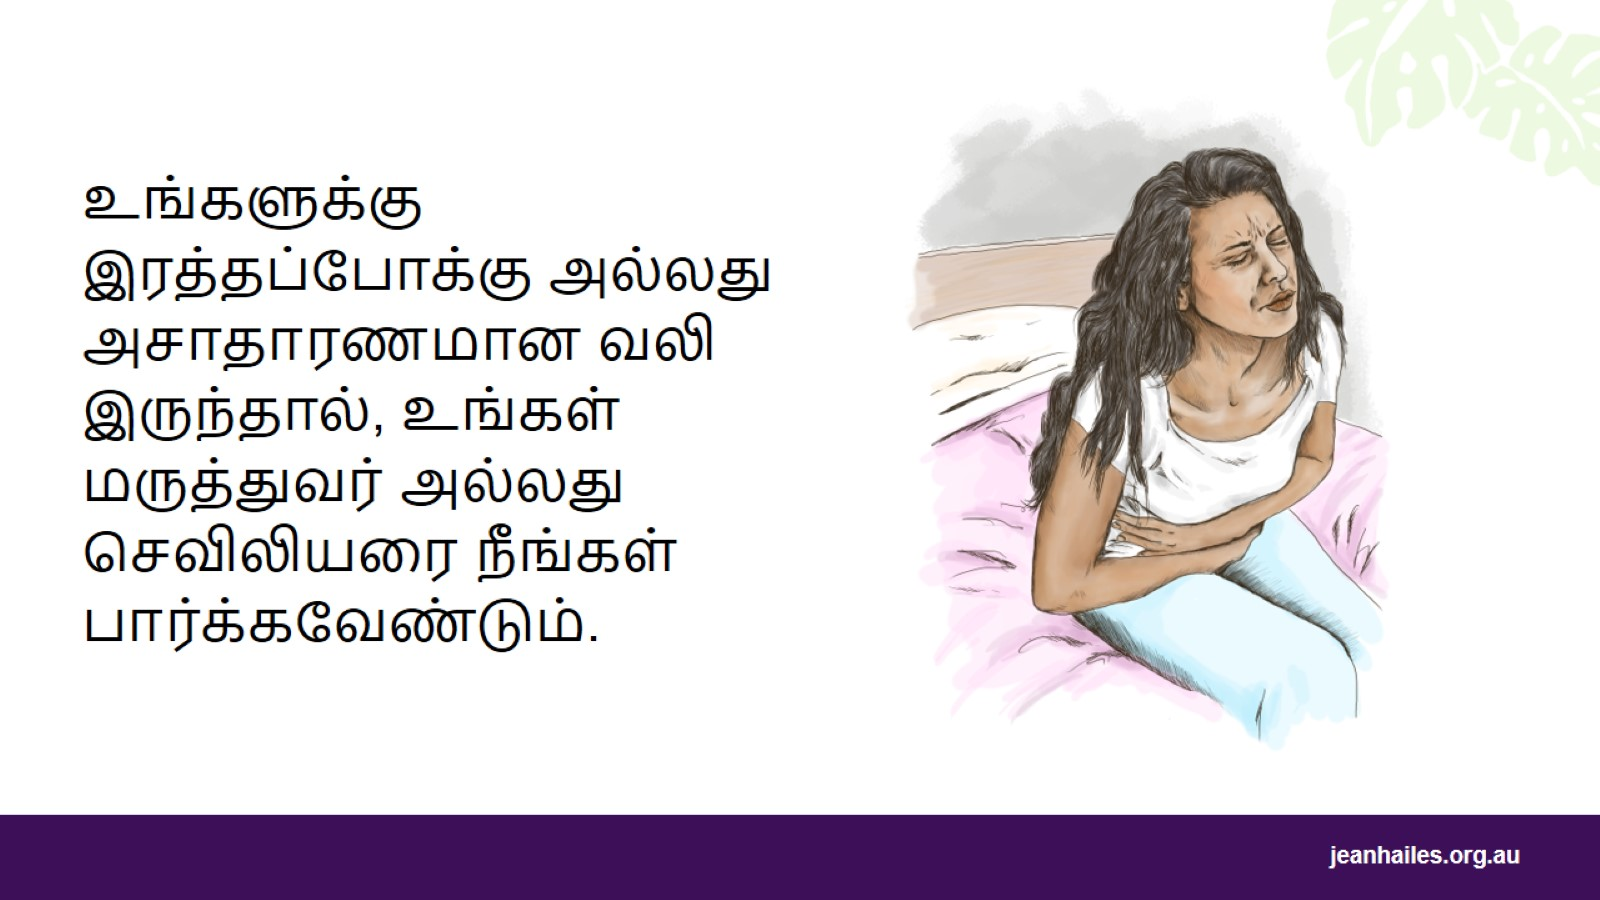 உங்களுக்கு
இரத்தப்போக்கு அல்லது
அசாதாரணமான வலி
இருந்தால், உங்கள்
மருத்துவர் அல்லது
செவிலியரை நீங்கள்
பார்க்கவேண்டும்.
jeanhailes.org.au